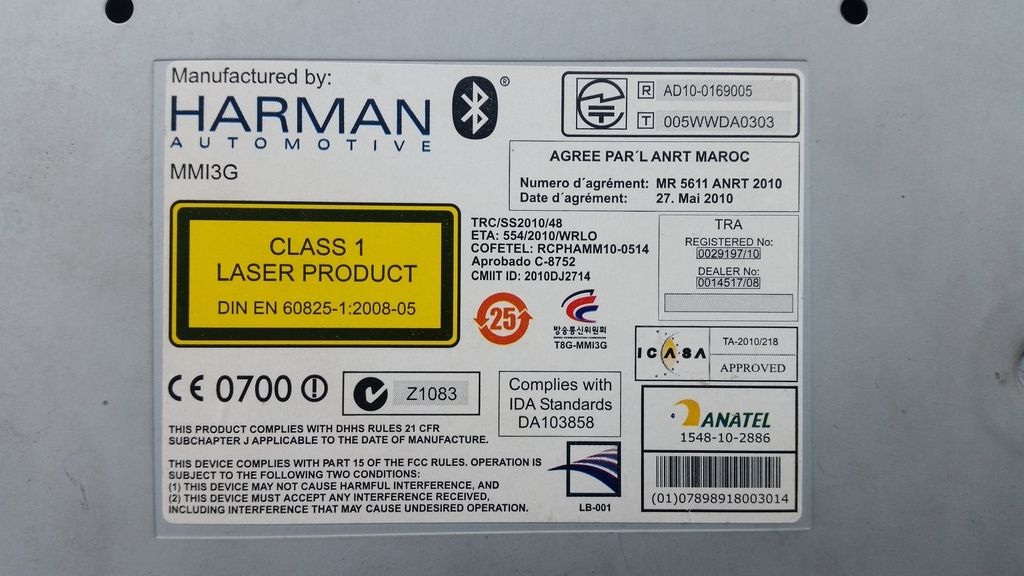 Manufactured by:
HARMAN
AUTOMOTIVE
®
MMI3G
R AD10-0169005
T 005WWDA0303
AGREE PAR´L ANRT MAROC
Numero d´agrément: MR 5611 ANRT 2010
Date d´agrément: 27. Mai 2010
CLASS 1
LASER PRODUCT
DIN EN 60825-1:2008-05
TRC/SS2010/48
ETA: 554/2010/WRLO
COFETEL: RCPHAMM10-0514
Aprobado C-8752
CMIIT ID: 2010DJ2714
TRA
REGISTERED No:
0029197/10
DEALER No:
0014517/08
25
방송통신위원회
T8G-MMI3G
ICASA
TA-2010/218
APPROVED
CE 0700
Z1083
Complies with
IDA Standards
DA103858
ANATEL
1548-10-2886
(01)07898918003014
THIS PRODUCT COMPLIES WITH DHHS RULES 21 CFR
SUBCHAPTER J APPLICABLE TO THE DATE OF MANUFACTURE.
THIS DEVICE COMPLIES WITH PART 15 OF THE FCC RULES. OPERATION IS
SUBJECT TO THE FOLLOWING TWO CONDITIONS:
(1) THIS DEVICE MAY NOT CAUSE HARMFUL INTERFERENCE, AND
(2) THIS DEVICE MUST ACCEPT ANY INTERFERENCE RECEIVED,
INCLUDING INTERFERENCE THAT MAY CAUSE UNDESIRED OPERATION.
LB-001